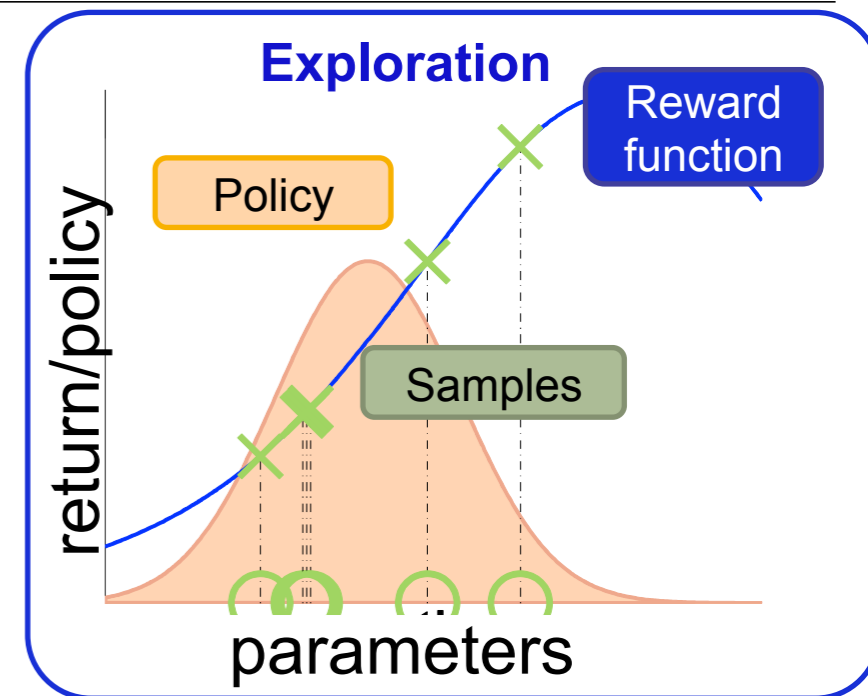 Exploration
Reward
function
Policy
Samples
return/policy
parameters